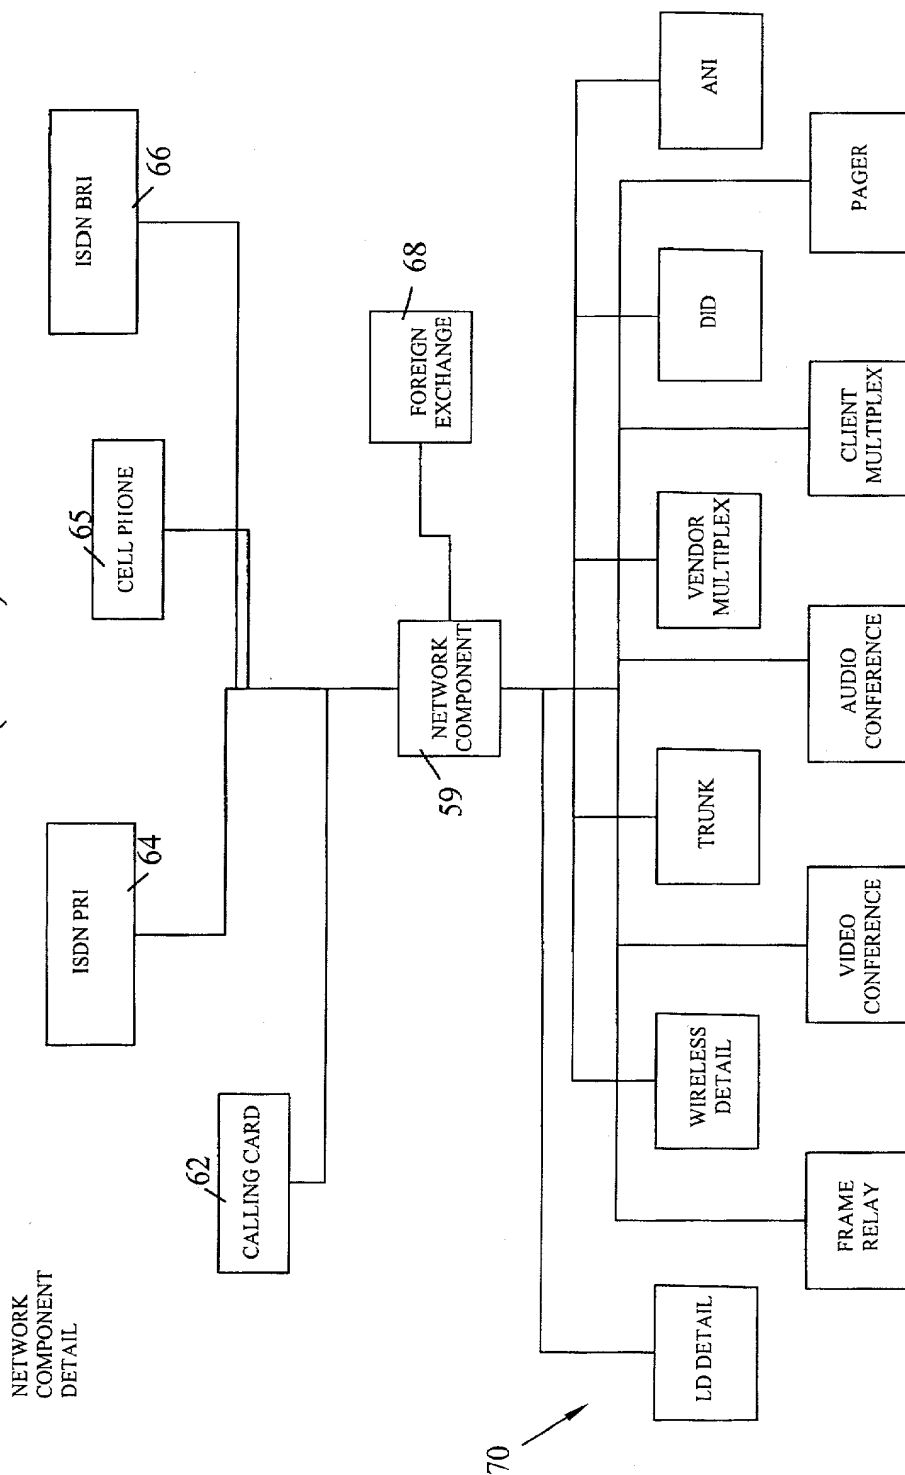 NETWORK
COMPONENT
DETAIL
ISDN PRI
64
CELL PHONE
65
ISDN BRI
66
CALLING CARD
62
NETWORK
COMPONENT
59
FOREIGN
EXCHANGE
68
70
LD DETAIL
WIRELESS
DETAIL
TRUNK
VENDOR
MULTIPLEX
DID
ANI
FRAME
RELAY
VIDEO
CONFERENCE
AUDIO
CONFERENCE
CLIENT
MULTIPLEX
PAGER